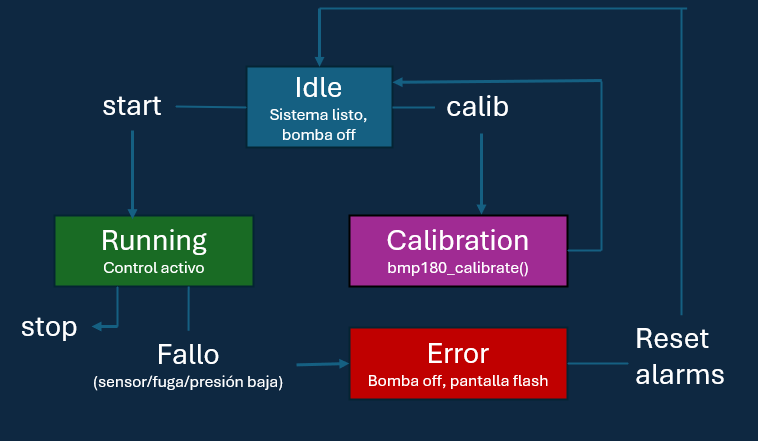 Idle
Sistema listo,
bomba off
start
calib
Running
Control activo
Calibration
bmp180_calibrate()
stop
Fallo
(sensor/fuga/presión baja)
Error
Bomba off, pantalla flash
Reset
alarms